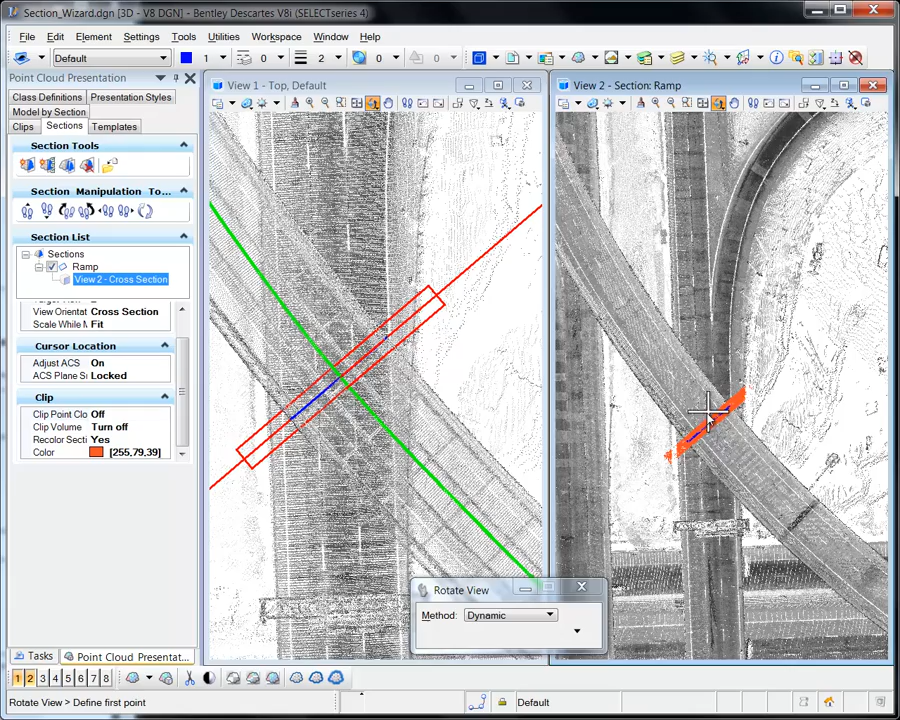 Section_Wizard.dgn [3D - V8 DGN] - Bentley Descartes V8i (SELECTseries 4)
File Edit Element Settings Tools Utilities Workspace Window Help
Default 1 0 2 0 0
Point Cloud Presentation
Class Definitions Presentation Styles
Model by Section
Clips Sections Templates
Section Tools
Section Manipulation To...
Section List
Sections
Ramp
View 2 - Cross Section
View Orientat Cross Section
Scale While M Fit
Cursor Location
Adjust ACS On
ACS Plane S Locked
Clip
Clip Point Clo Off
Clip Volume Turn off
Recolor Secti Yes
Color [255,79,39]
View 1 - Top, Default
View 2 - Section: Ramp
Rotate View
Method: Dynamic
Tasks Point Cloud Presentat...
1 2 3 4 5 6 7 8
Rotate View > Define first point
Default